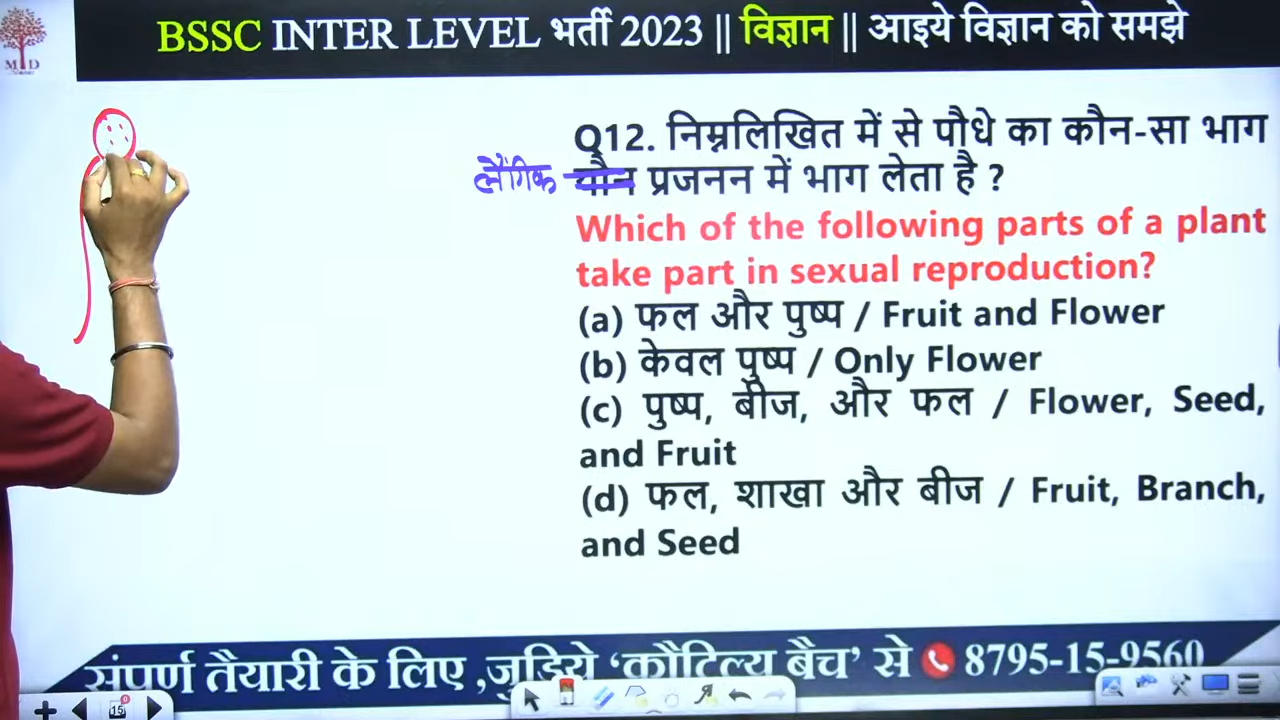 BSSC INTER LEVEL भर्ती 2023 || विज्ञान || आइये विज्ञान को समझे
M D
Q12. निम्नलिखित में से पौधे का कौन-सा भाग
लैंगिक यौन प्रजनन में भाग लेता है ?
Which of the following parts of a plant
take part in sexual reproduction?
(a) फल और पुष्प / Fruit and Flower
(b) केवल पुष्प / Only Flower
(c) पुष्प, बीज, और फल / Flower, Seed,
and Fruit
(d) फल, शाखा और बीज / Fruit, Branch,
and Seed
संपूर्ण तैयारी के लिए ,जुड़िये ‘कौटिल्य बैच’ से 8795-15-9560
15